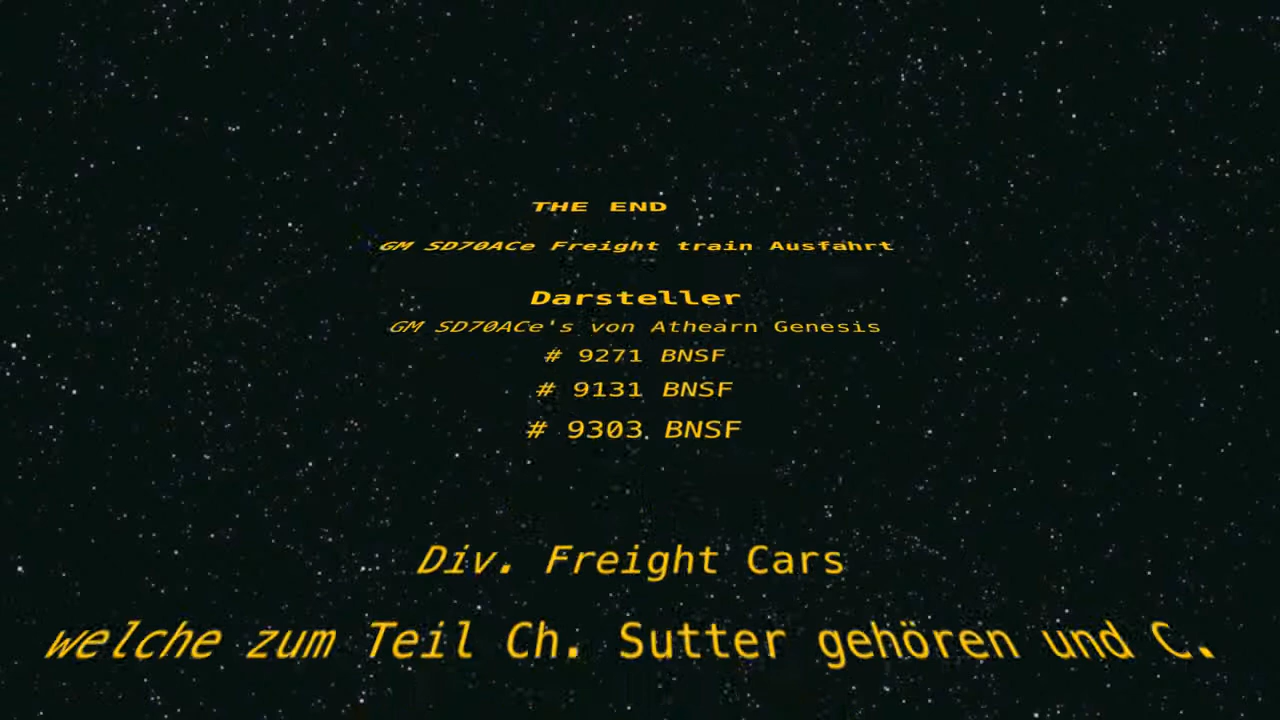 THE END
GM SD70ACe Freight train Ausfahrt
Darsteller
GM SD70ACe's von Athearn Genesis
# 9271 BNSF
# 9131 BNSF
# 9303 BNSF
Div. Freight Cars
welche zum Teil Ch. Sutter gehören und C.